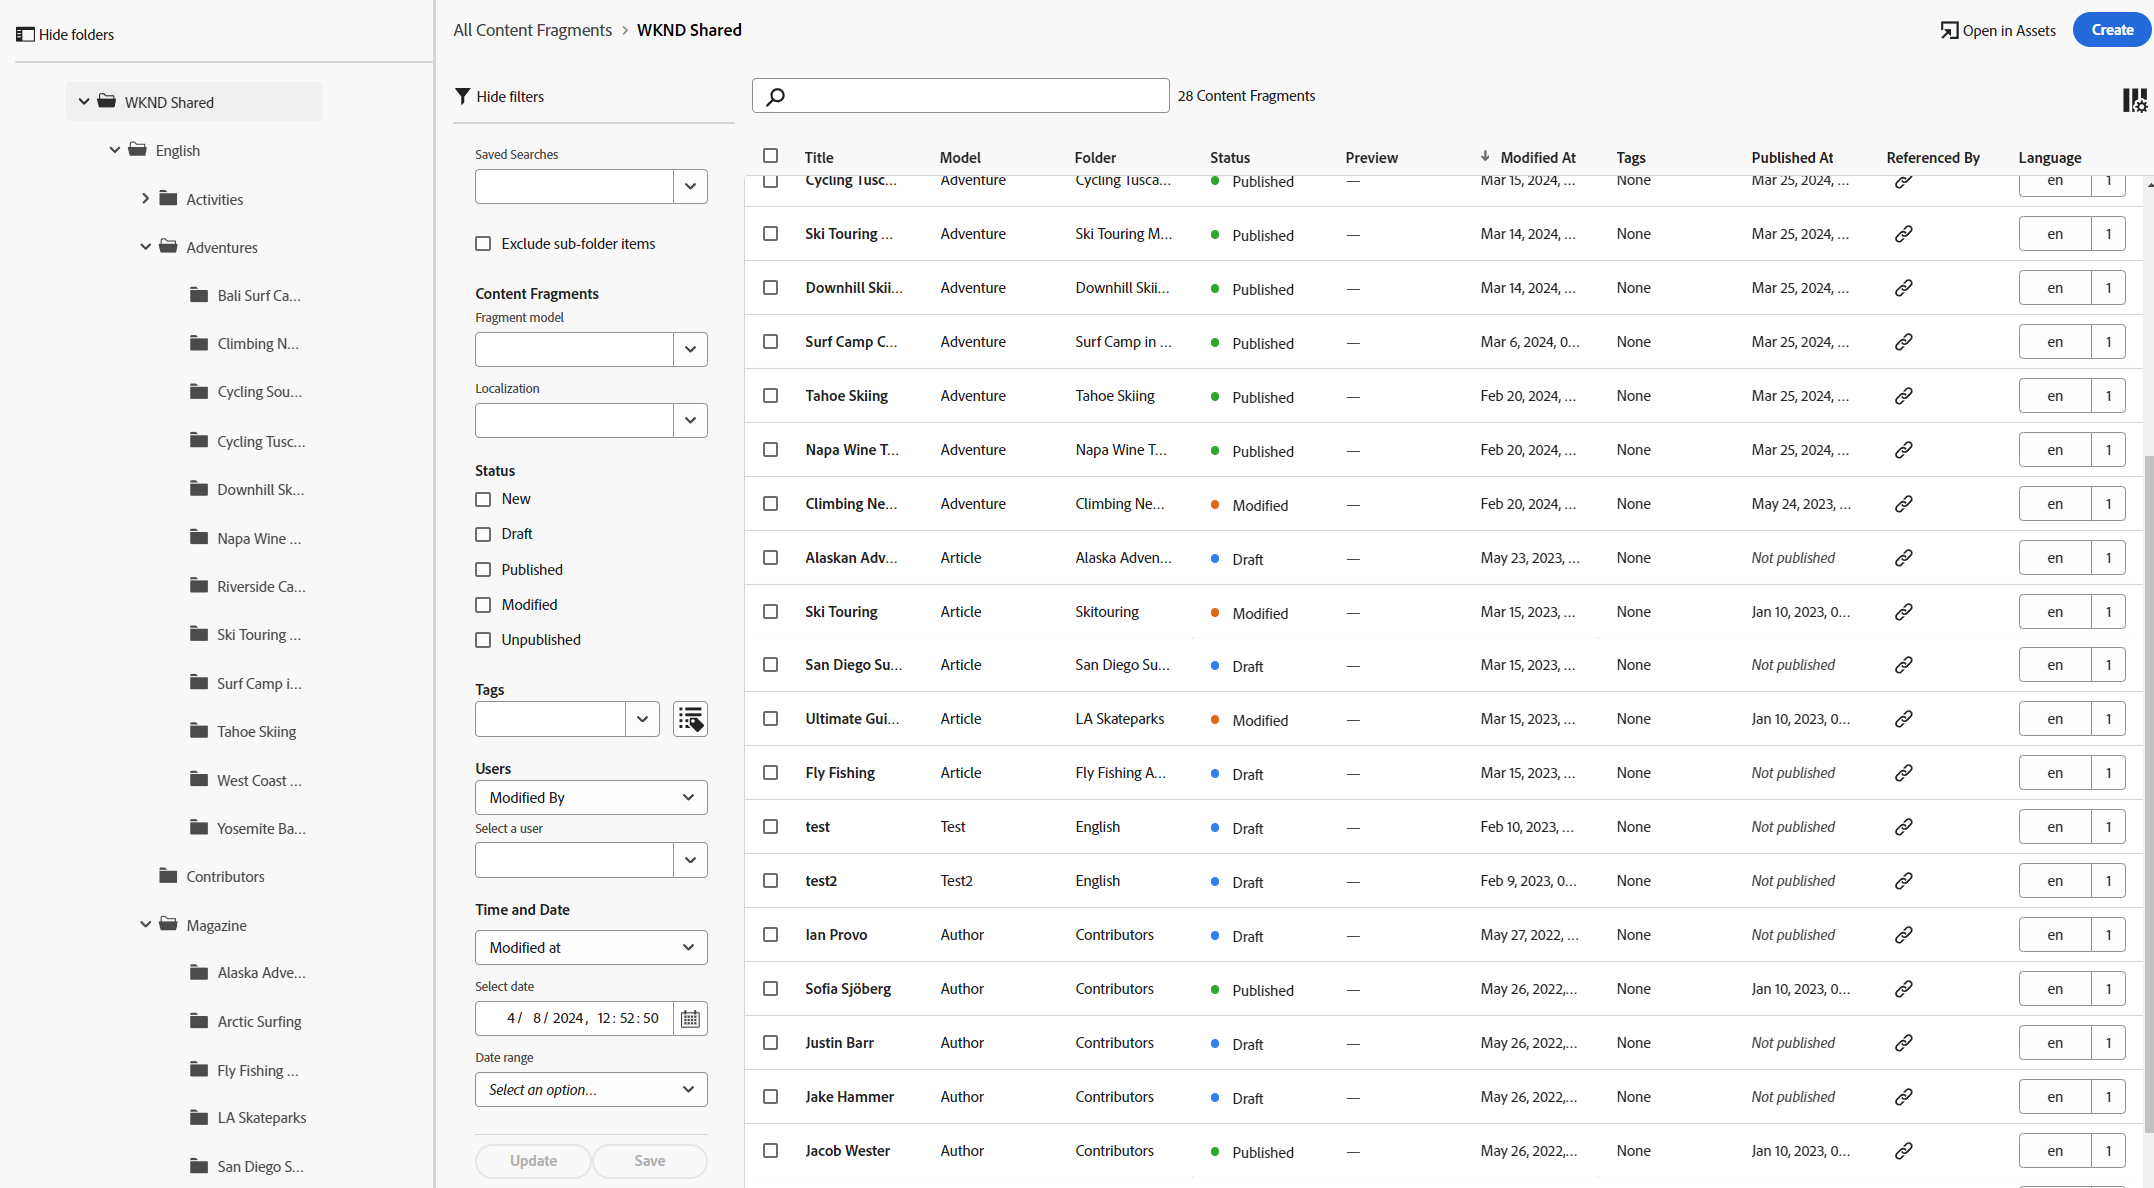 Hide folders
WKND Shared
English
Activities
Adventures
Bali Surf Ca...
Climbing N...
Cycling Sou...
Cycling Tusc...
Downhill Sk...
Napa Wine ...
Riverside Ca...
Ski Touring ...
Surf Camp i...
Tahoe Skiing
West Coast ...
Yosemite Ba...
Contributors
Magazine
Alaska Adve...
Arctic Surfing
Fly Fishing ...
LA Skateparks
San Diego S...
All Content Fragments > WKND Shared
Open in Assets
Create
Hide filters
28 Content Fragments
Saved Searches
Exclude sub-folder items
Content Fragments
Fragment model
Localization
Status
New
Draft
Published
Modified
Unpublished
Tags
Users
Modified By
Select a user
Time and Date
Modified at
Select date
4/ 8/ 2024, 12: 52: 50
Date range
Select an option...
Update Save
Title Model Folder Status Preview Modified At Tags Published At Referenced By Language
Cycling Tusc... Adventure Cycling Tusca... Published — Mar 15, 2024, ... None Mar 25, 2024, ... en 1
Ski Touring ... Adventure Ski Touring M... Published — Mar 14, 2024, ... None Mar 25, 2024, ... en 1
Downhill Skii... Adventure Downhill Skii... Published — Mar 14, 2024, ... None Mar 25, 2024, ... en 1
Surf Camp C... Adventure Surf Camp in ... Published — Mar 6, 2024, 0... None Mar 25, 2024, ... en 1
Tahoe Skiing Adventure Tahoe Skiing Published — Feb 20, 2024, ... None Mar 25, 2024, ... en 1
Napa Wine T... Adventure Napa Wine T... Published — Feb 20, 2024, ... None Mar 25, 2024, ... en 1
Climbing Ne... Adventure Climbing Ne... Modified — Feb 20, 2024, ... None May 24, 2023, ... en 1
Alaskan Adv... Article Alaska Adven... Draft — May 23, 2023, ... None Not published en 1
Ski Touring Article Skitouring Modified — Mar 15, 2023, ... None Jan 10, 2023, 0... en 1
San Diego Su... Article San Diego Su... Draft — Mar 15, 2023, ... None Not published en 1
Ultimate Gui... Article LA Skateparks Modified — Mar 15, 2023, ... None Jan 10, 2023, 0... en 1
Fly Fishing Article Fly Fishing A... Draft — Mar 15, 2023, ... None Not published en 1
test Test English Draft — Feb 10, 2023, ... None Not published en 1
test2 Test2 English Draft — Feb 9, 2023, 0... None Not published en 1
Ian Provo Author Contributors Draft — May 27, 2022, ... None Not published en 1
Sofia Sjöberg Author Contributors Published — May 26, 2022,... None Jan 10, 2023, 0... en 1
Justin Barr Author Contributors Draft — May 26, 2022,... None Not published en 1
Jake Hammer Author Contributors Draft — May 26, 2022,... None Not published en 1
Jacob Wester Author Contributors Published — May 26, 2022,... None Jan 10, 2023, 0... en 1